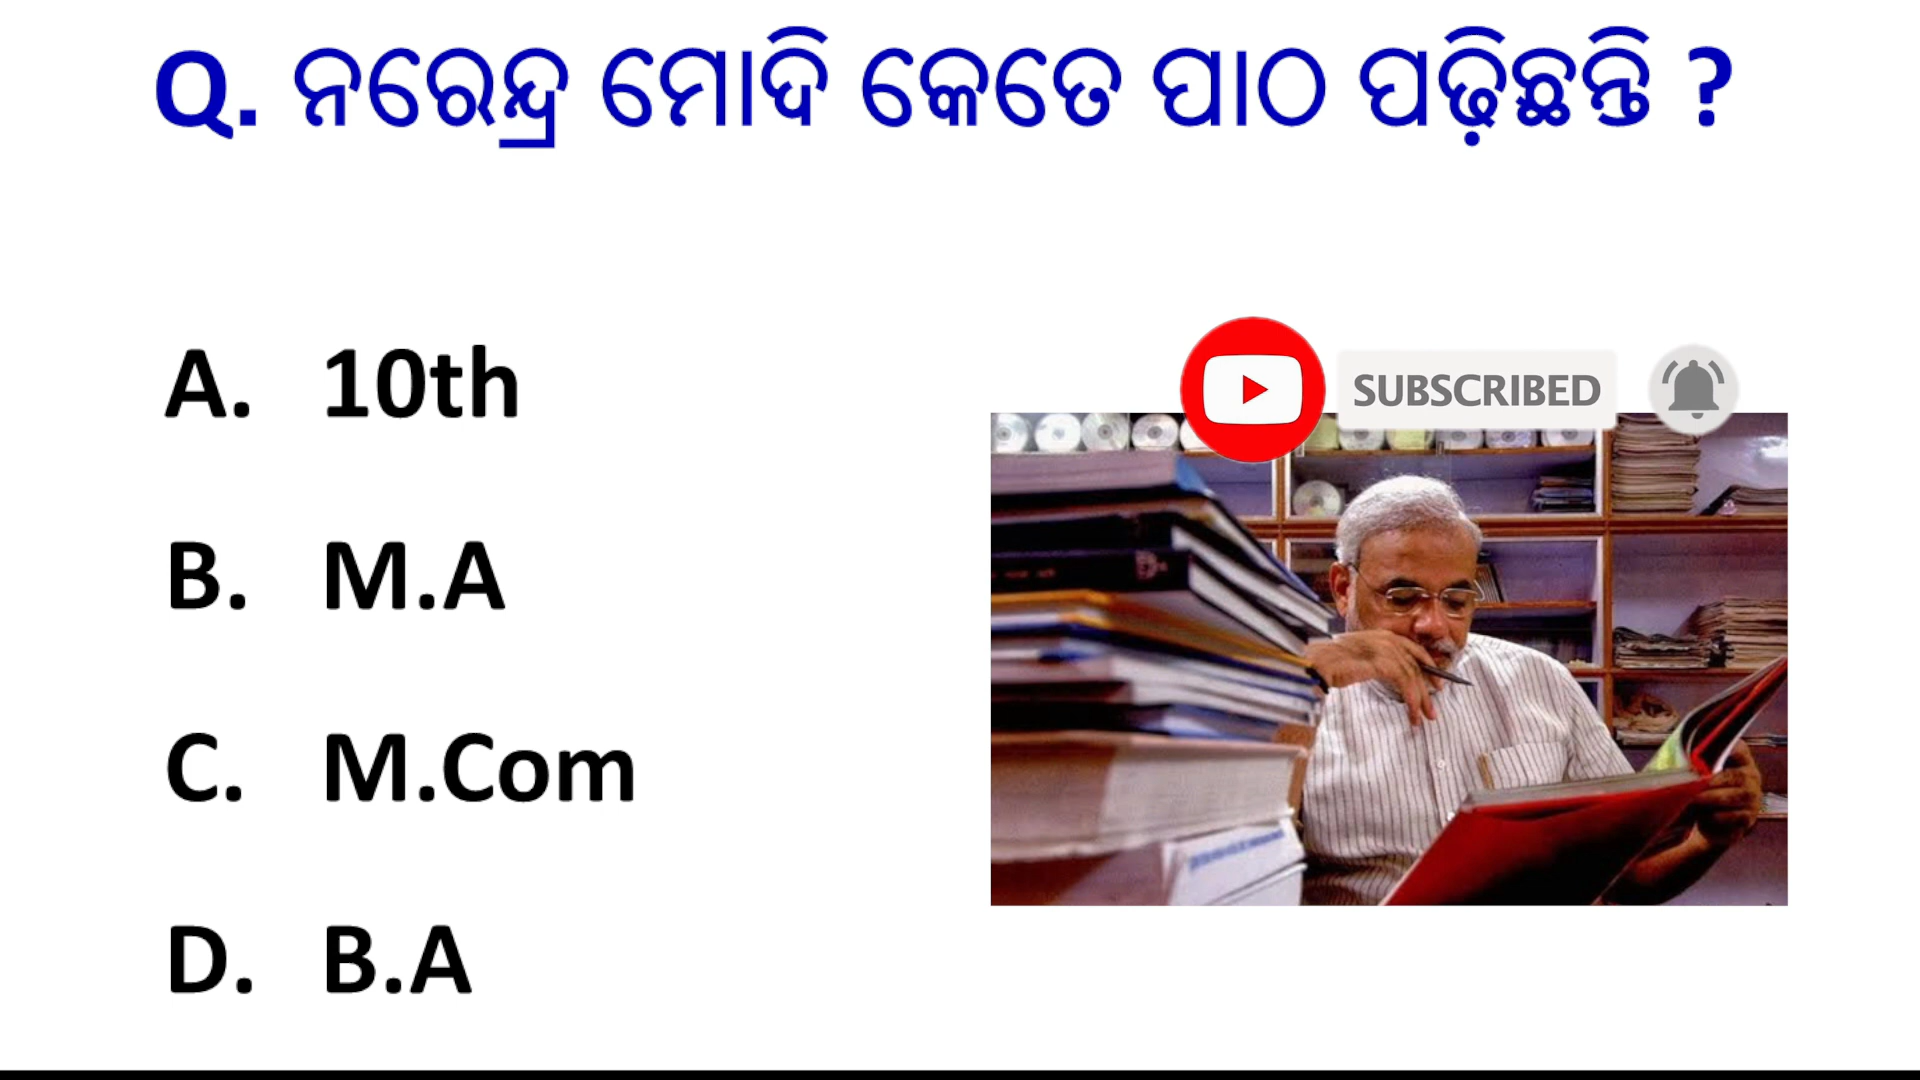 Q. ନରେନ୍ଦ୍ର ମୋଦି କେତେ ପାଠ ପଢ଼ିଛନ୍ତି ?
A. 10th
SUBSCRIBED
B. M.A
C. M.Com
D. B.A